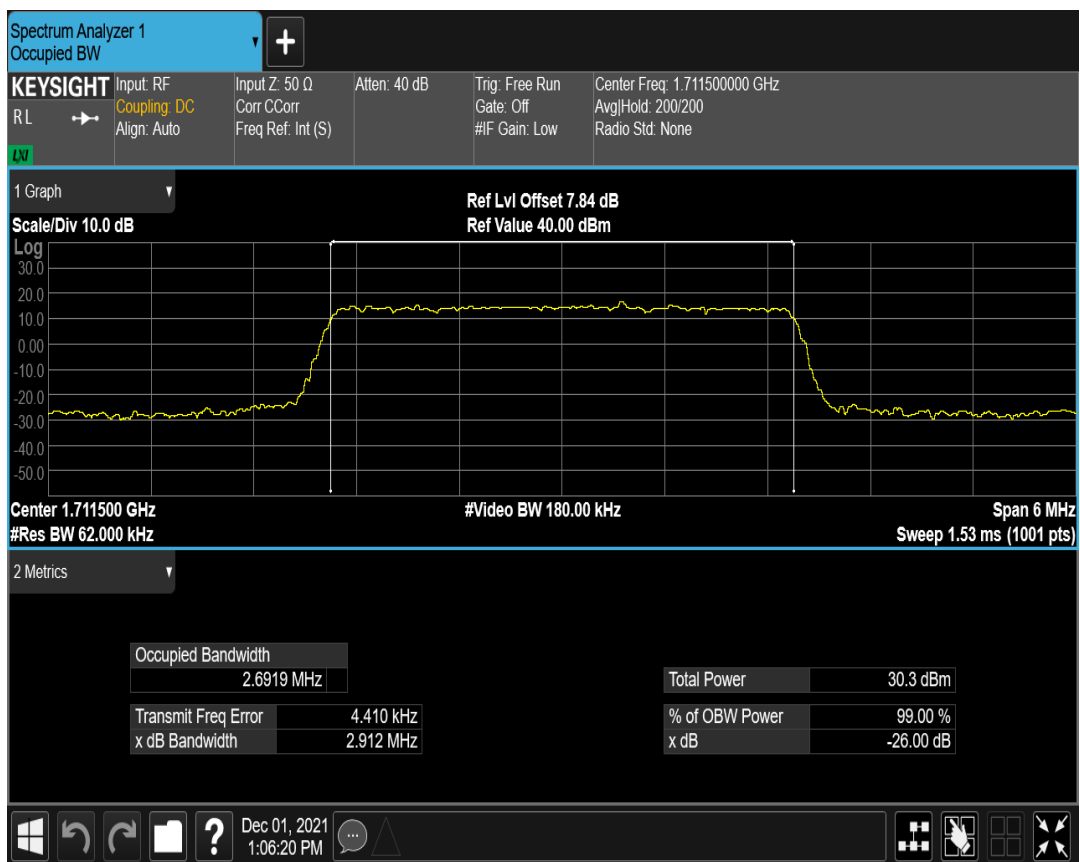 Spectrum Analyzer 1
Occupied BW
+
KEYSIGHT
RL
LXI
Input: RF
Coupling: DC
Align: Auto
Input Z: 50 Ω
Corr CCorr
Freq Ref: Int (S)
Atten: 40 dB
Trig: Free Run
Gate: Off
#IF Gain: Low
Center Freq: 1.711500000 GHz
Avg|Hold: 200/200
Radio Std: None
1 Graph
Scale/Div 10.0 dB
Ref Lvl Offset 7.84 dB
Ref Value 40.00 dBm
Log
30.0
20.0
10.0
0.00
-10.0
-20.0
-30.0
-40.0
-50.0
Center 1.711500 GHz
#Video BW 180.00 kHz
Span 6 MHz
#Res BW 62.000 kHz
Sweep 1.53 ms (1001 pts)
2 Metrics
Occupied Bandwidth
2.6919 MHz
Total Power 30.3 dBm
Transmit Freq Error 4.410 kHz
% of OBW Power 99.00 %
x dB Bandwidth 2.912 MHz
x dB -26.00 dB
?
Dec 01, 2021
1:06:20 PM